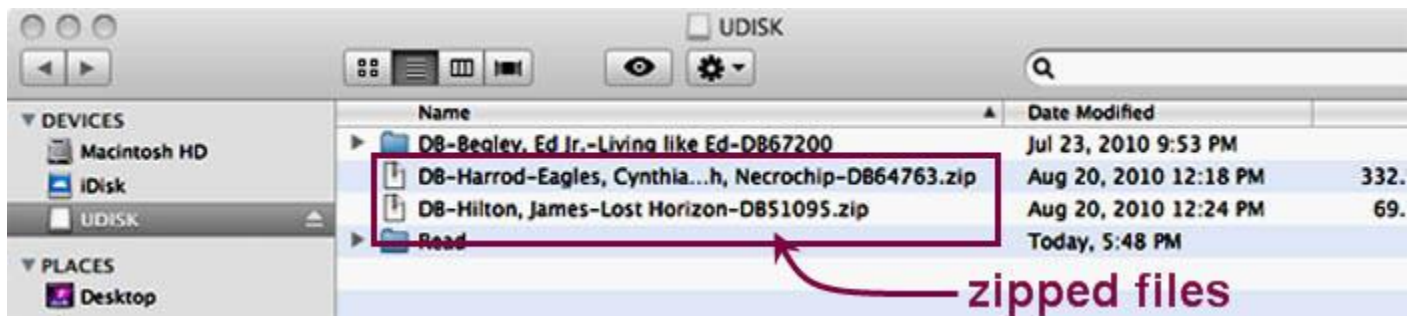 UDISK
Name Date Modified
DEVICES
Macintosh HD
iDisk
UDISK
PLACES
Desktop
DB-Begley, Ed Jr.-Living like Ed-DB67200 Jul 23, 2010 9:53 PM
DB-Harrod-Eagles, Cynthia...h, Necrochip-DB64763.zip Aug 20, 2010 12:18 PM 332.
DB-Hilton, James-Lost Horizon-DB51095.zip Aug 20, 2010 12:24 PM 69.
Read Today, 5:48 PM
zipped files